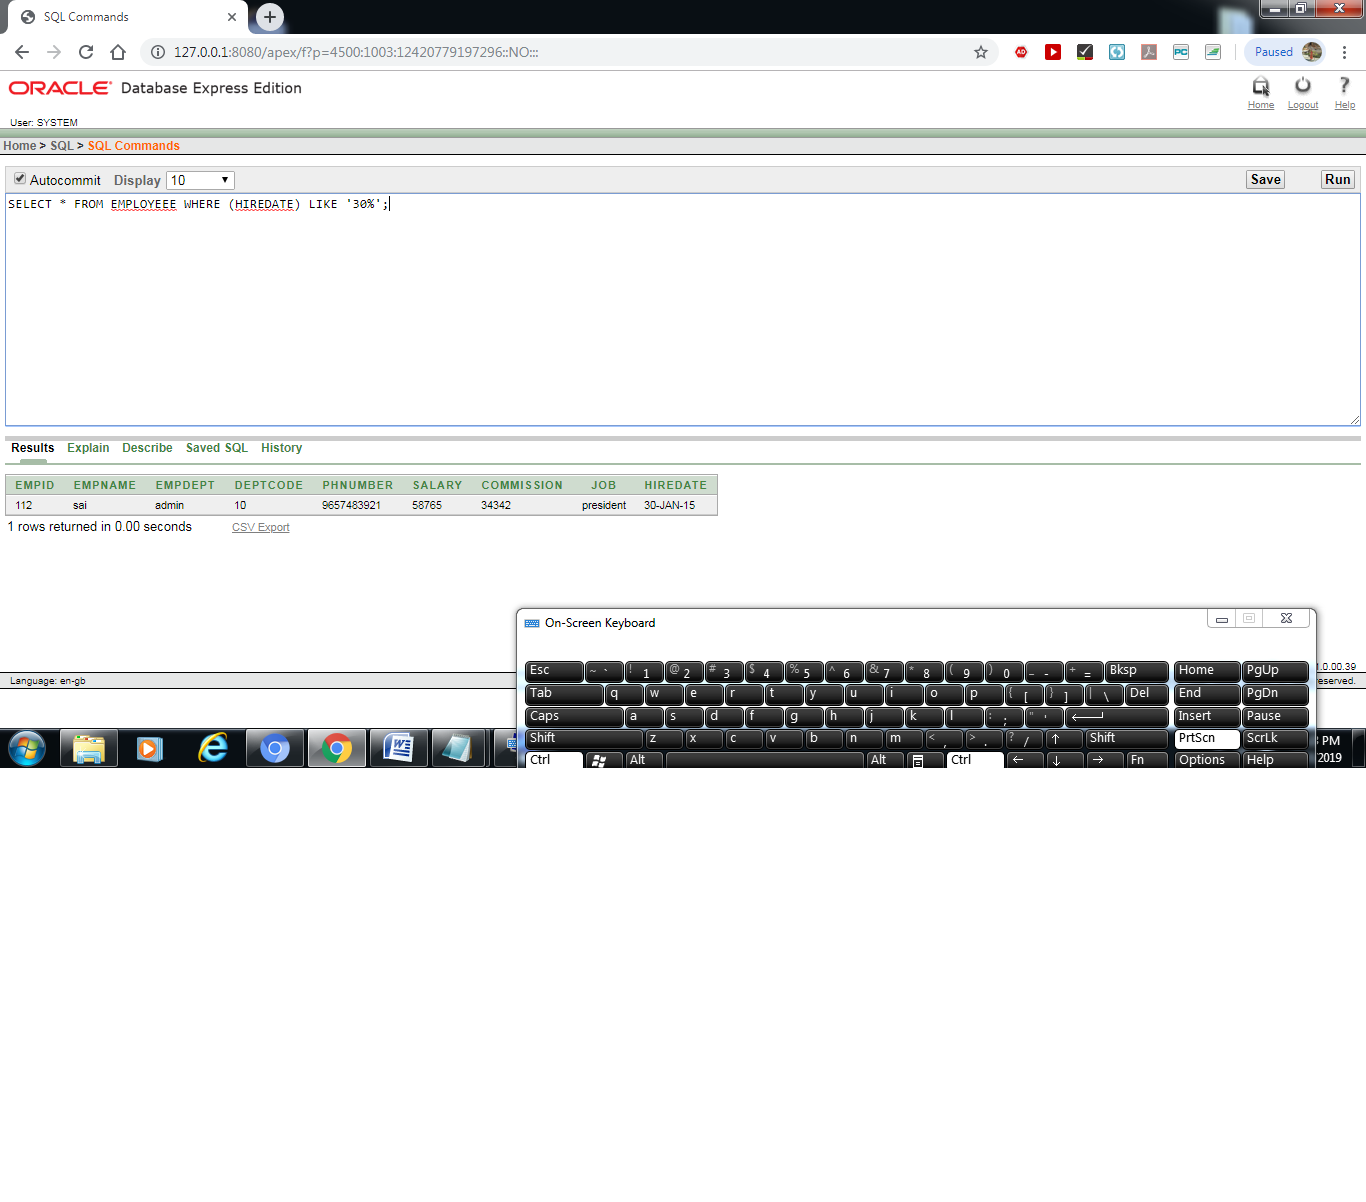 SQL Commands
127.0.0.1:8080/apex/f?p=4500:1003:12420779197296::NO:::
Paused
ORACLE Database Express Edition
Home Logout Help
User: SYSTEM
Home > SQL > SQL Commands
Autocommit Display 10 Save Run
SELECT * FROM EMPLOYEEE WHERE (HIREDATE) LIKE '30%';
Results Explain Describe Saved SQL History
EMPID EMPNAME EMPDEPT DEPTCODE PHNUMBER SALARY COMMISSION JOB HIREDATE
112 sai admin 10 9657483921 58765 34342 president 30-JAN-15
1 rows returned in 0.00 seconds CSV Export
On-Screen Keyboard
Esc ~ ` ! 1 @ 2 # 3 $ 4 % 5 ^ 6 & 7 * 8 ( 9 ) 0 _ - + = Bksp Home PgUp
.0.00.39
Language: en-gb
eserved.
Tab q w e r t y u i o p { [ } ] | \ Del End PgDn
Caps a s d f g h j k l : ; " ' Insert Pause
Shift z x c v b n m < , > . ? / ↑ Shift PrtScn ScrLk
PM
Ctrl Alt Alt Ctrl ← ↓ → Fn Options Help
2019